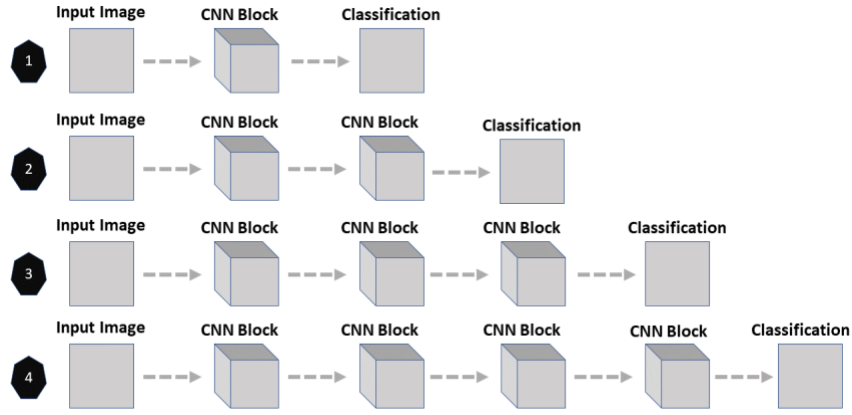 Input Image CNN Block Classification
1
Input Image CNN Block CNN Block Classification
2
Input Image CNN Block CNN Block CNN Block Classification
3
Input Image CNN Block CNN Block CNN Block CNN Block Classification
4